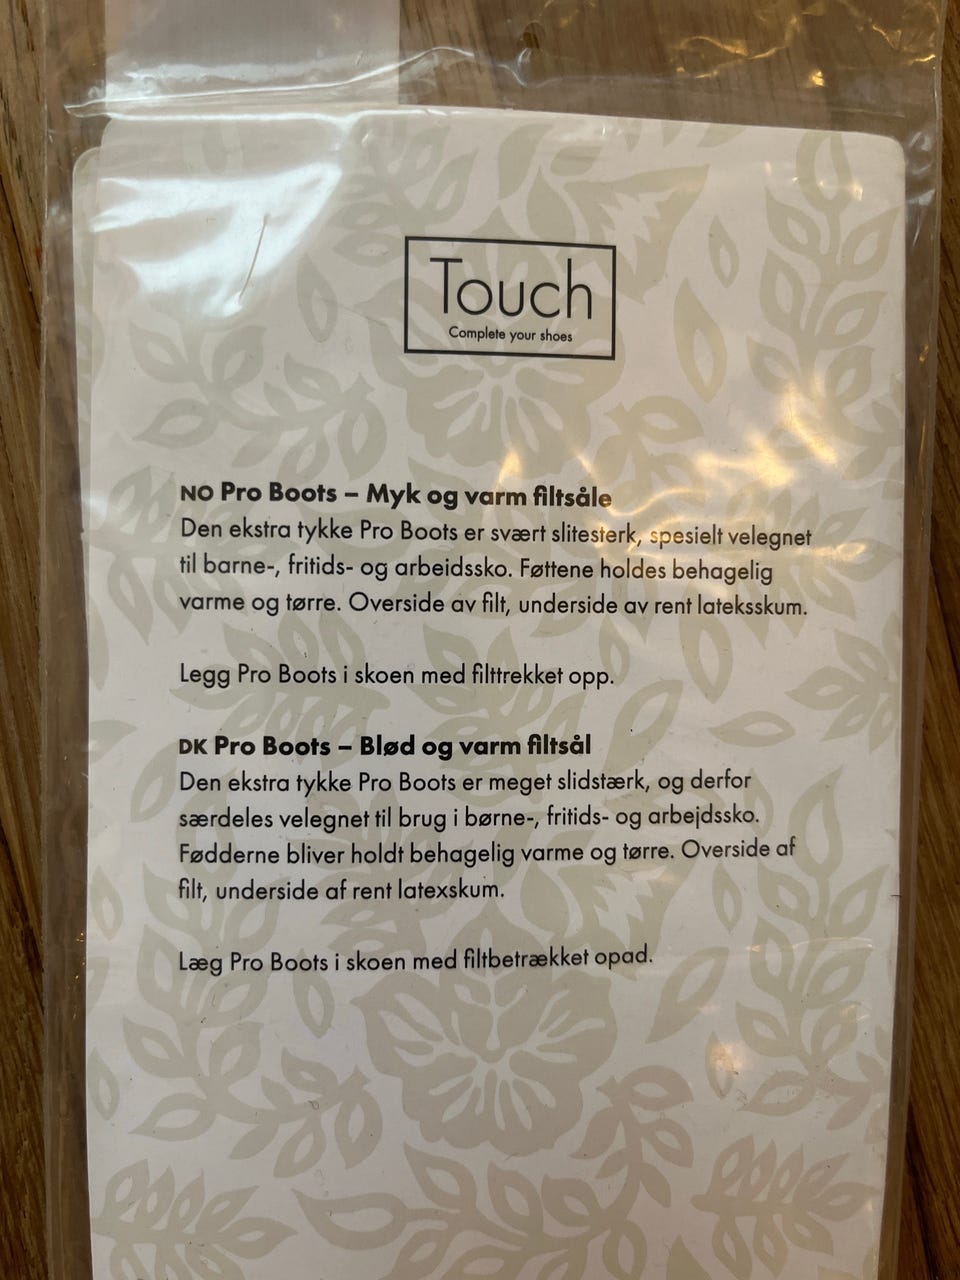 Touch
Complete your shoes
NO Pro Boots – Myk og varm filtsåle
Den ekstra tykke Pro Boots er svært slitesterk, spesielt velegnet
til barne-, fritids- og arbeidssko. Føttene holdes behagelig
varme og tørre. Overside av filt, underside av rent lateksskum.
Legg Pro Boots i skoen med filttrekket opp.
DK Pro Boots – Blød og varm filtsål
Den ekstra tykke Pro Boots er meget slidstærk, og derfor
særdeles velegnet til brug i børne-, fritids- og arbejdssko.
Fødderne bliver holdt behagelig varme og tørre. Overside af
filt, underside af rent latexskum.
Læg Pro Boots i skoen med filtbetrækket opad.